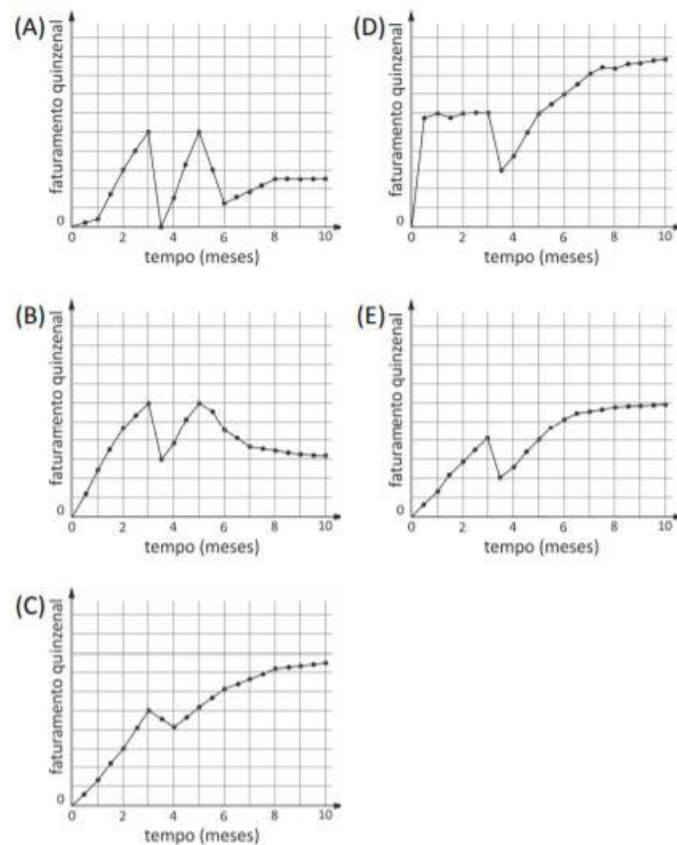 (A)
faturamento quinzenal
0
0 2 4 6 8 10
tempo (meses)
(B)
faturamento quinzenal
0
0 2 4 6 8 10
tempo (meses)
(C)
faturamento quinzenal
0
0 2 4 6 8 10
tempo (meses)
(D)
faturamento quinzenal
0
0 2 4 6 8 10
tempo (meses)
(E)
faturamento quinzenal
0
0 2 4 6 8 10
tempo (meses)